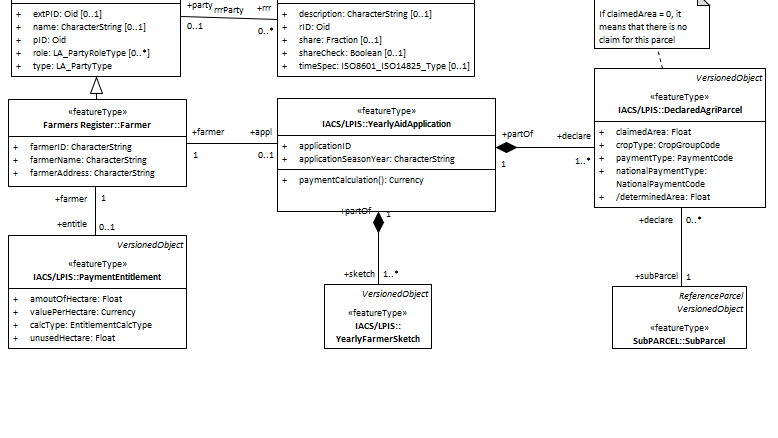 + extPID: Oid [0..1]
+ name: CharacterString [0..1]
+ pID: Oid
+ role: LA_PartyRoleType [0..*]
+ type: LA_PartyType
+party
rrrParty
+rrr
0..1
0..*
+ description: CharacterString [0..1]
+ rID: Oid
+ share: Fraction [0..1]
+ shareCheck: Boolean [0..1]
+ timeSpec: ISO8601_ISO14825_Type [0..1]
If claimedArea = 0, it
means that there is no
claim for this parcel
«featureType»
Farmers Register::Farmer
+ farmerID: CharacterString
+ farmerName: CharacterString
+ farmerAddress: CharacterString
+farmer
+appl
1
0..1
«featureType»
IACS/LPIS::YearlyAidApplication
+ applicationID
+ applicationSeasonYear: CharacterString
+ paymentCalculation(): Currency
+partOf
+declare
1
1..*
VersionedObject
«featureType»
IACS/LPIS::DeclaredAgriParcel
+ claimedArea: Float
+ cropType: CropGroupCode
+ paymentType: PaymentCode
+ nationalPaymentType:
NationalPaymentCode
+ /determinedArea: Float
+farmer
1
+entitle
0..1
+partOf
1
+sketch
1..*
+declare
0..*
+subParcel
1
VersionedObject
«featureType»
IACS/LPIS::PaymentEntitlement
+ amoutOfHectare: Float
+ valuePerHectare: Currency
+ calcType: EntitlementCalcType
+ unusedHectare: Float
VersionedObject
«featureType»
IACS/LPIS::
YearlyFarmerSketch
ReferenceParcel
VersionedObject
«featureType»
SubPARCEL::SubParcel